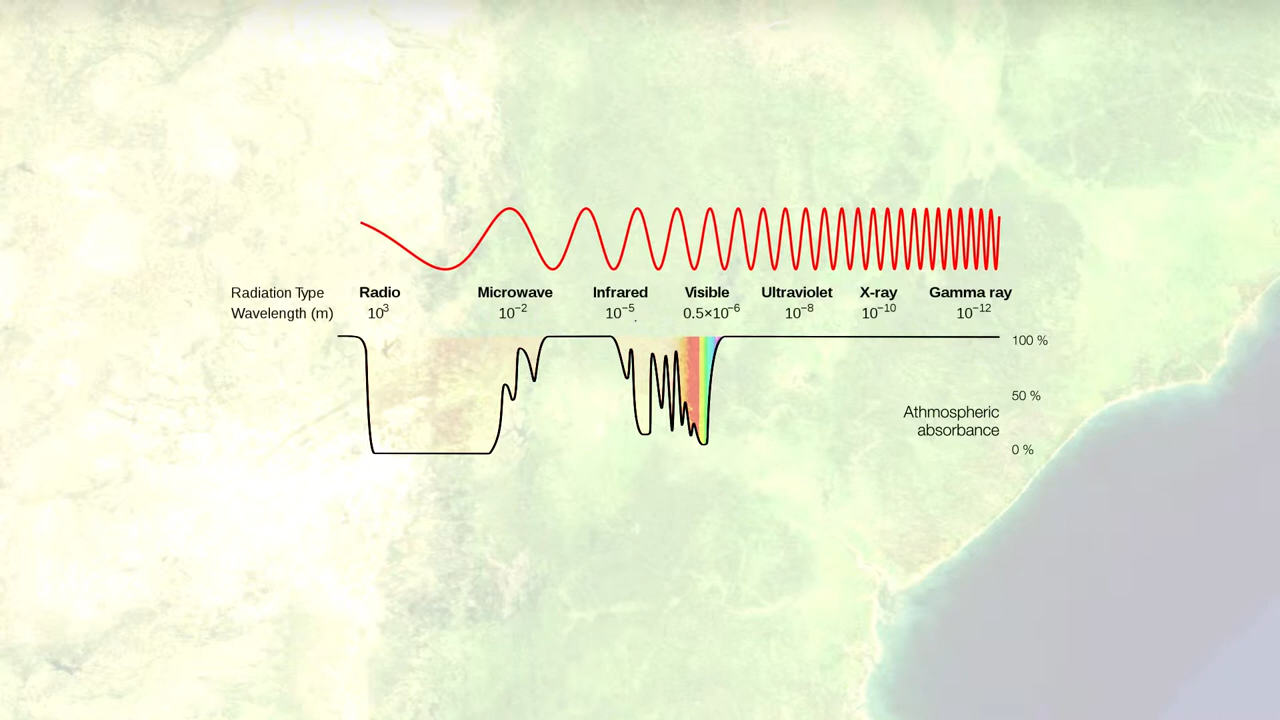 Radiation Type Radio Microwave Infrared Visible Ultraviolet X-ray Gamma ray
Wavelength (m) 10³ 10⁻² 10⁻⁵ 0.5×10⁻⁶ 10⁻⁸ 10⁻¹⁰ 10⁻¹²
100 %
50 %
Athmospheric
absorbance
0 %